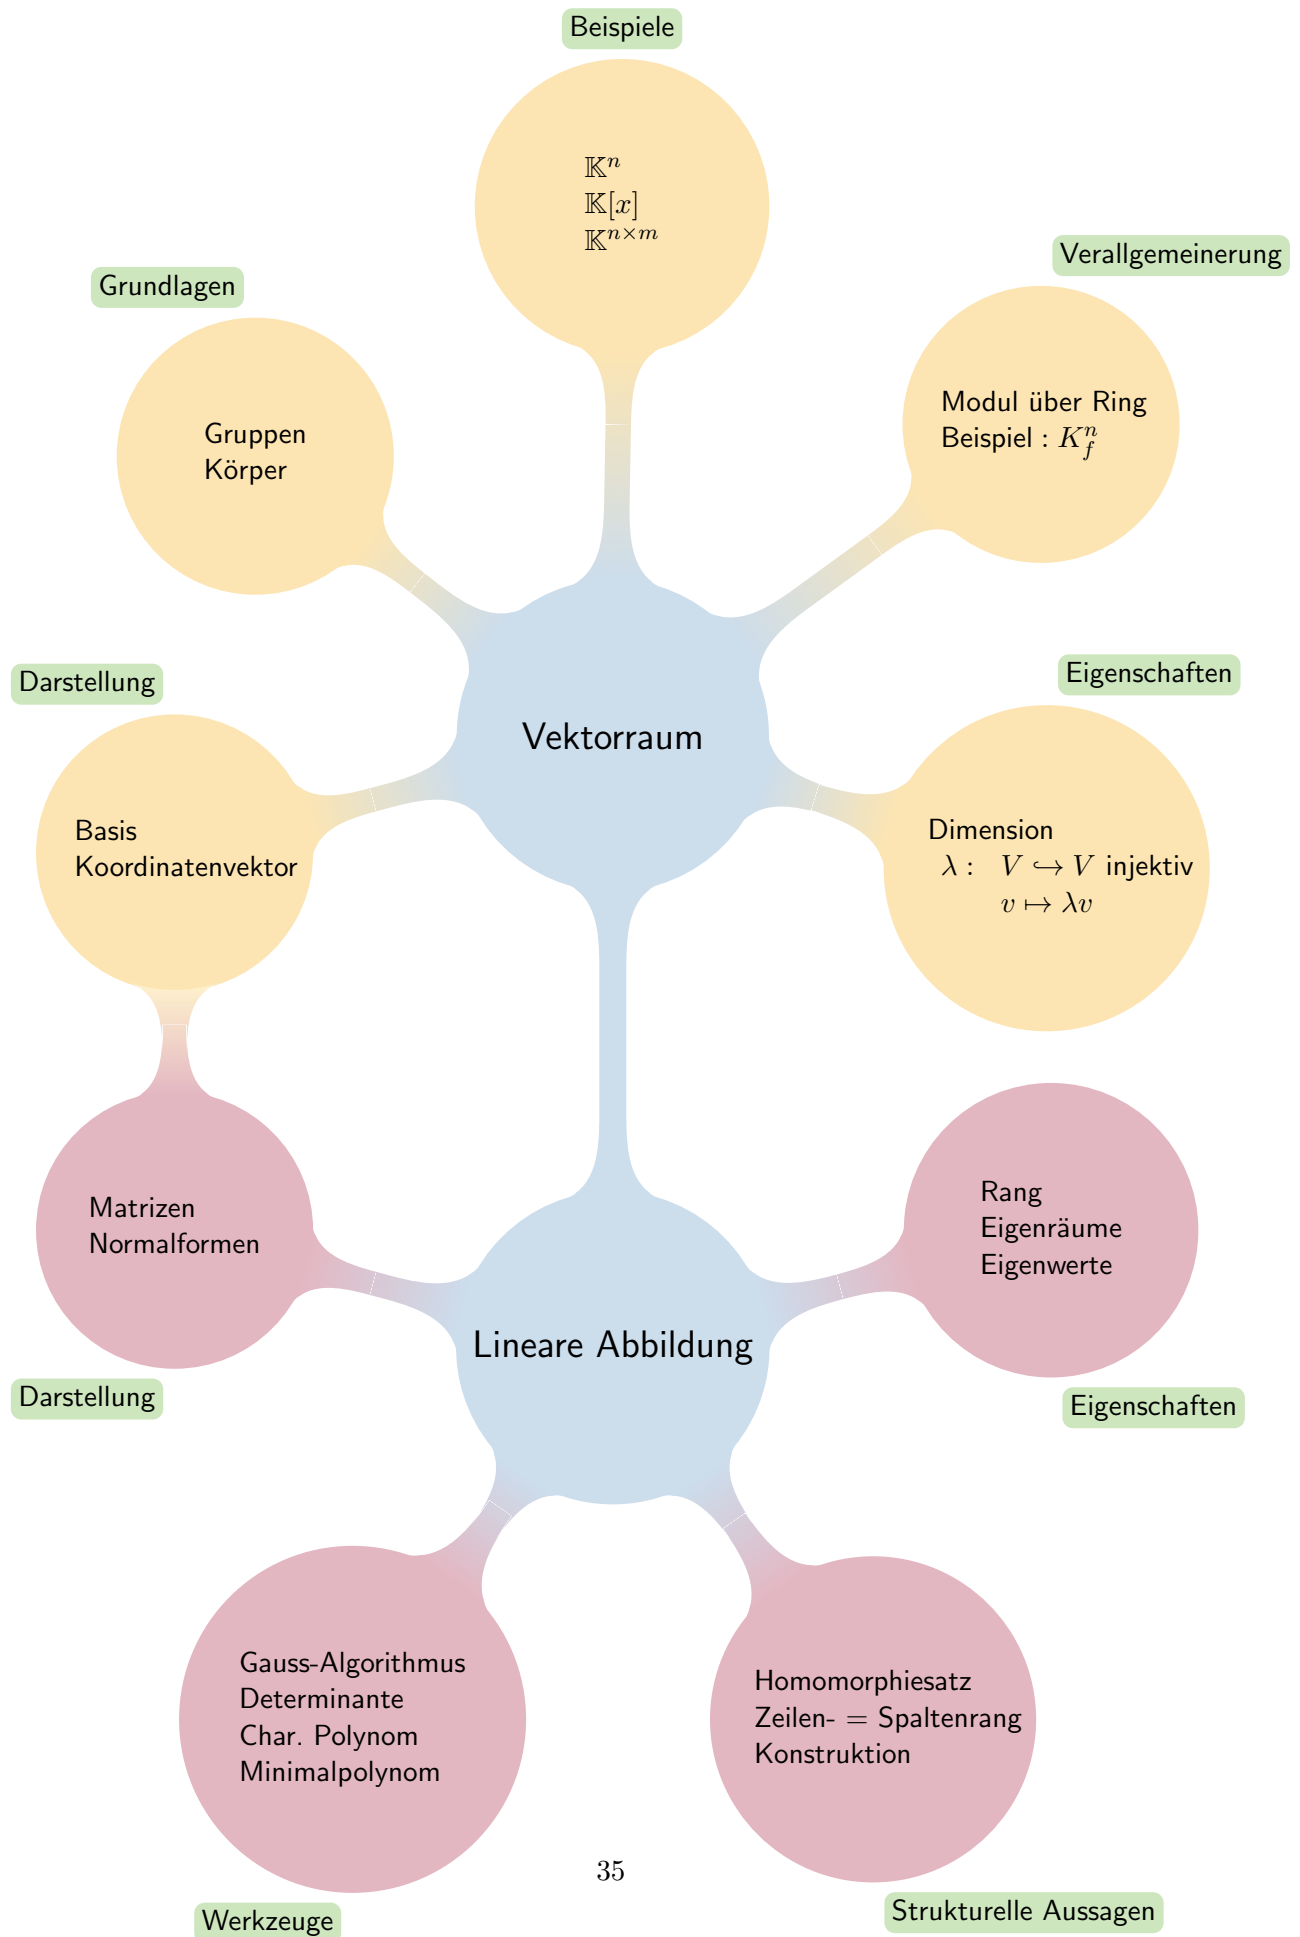 Beispiele
𝕂^n
𝕂[x]
𝕂^{n×m}
Verallgemeinerung
Modul über Ring
Beispiel : K_f^n
Grundlagen
Gruppen
Körper
Vektorraum
Darstellung
Basis
Koordinatenvektor
Eigenschaften
Dimension
λ : V ↪ V injektiv
v ↦ λv
Matrizen
Normalformen
Darstellung
Lineare Abbildung
Rang
Eigenräume
Eigenwerte
Eigenschaften
Gauss-Algorithmus
Determinante
Char. Polynom
Minimalpolynom
Werkzeuge
Homomorphiesatz
Zeilen- = Spaltenrang
Konstruktion
Strukturelle Aussagen
35